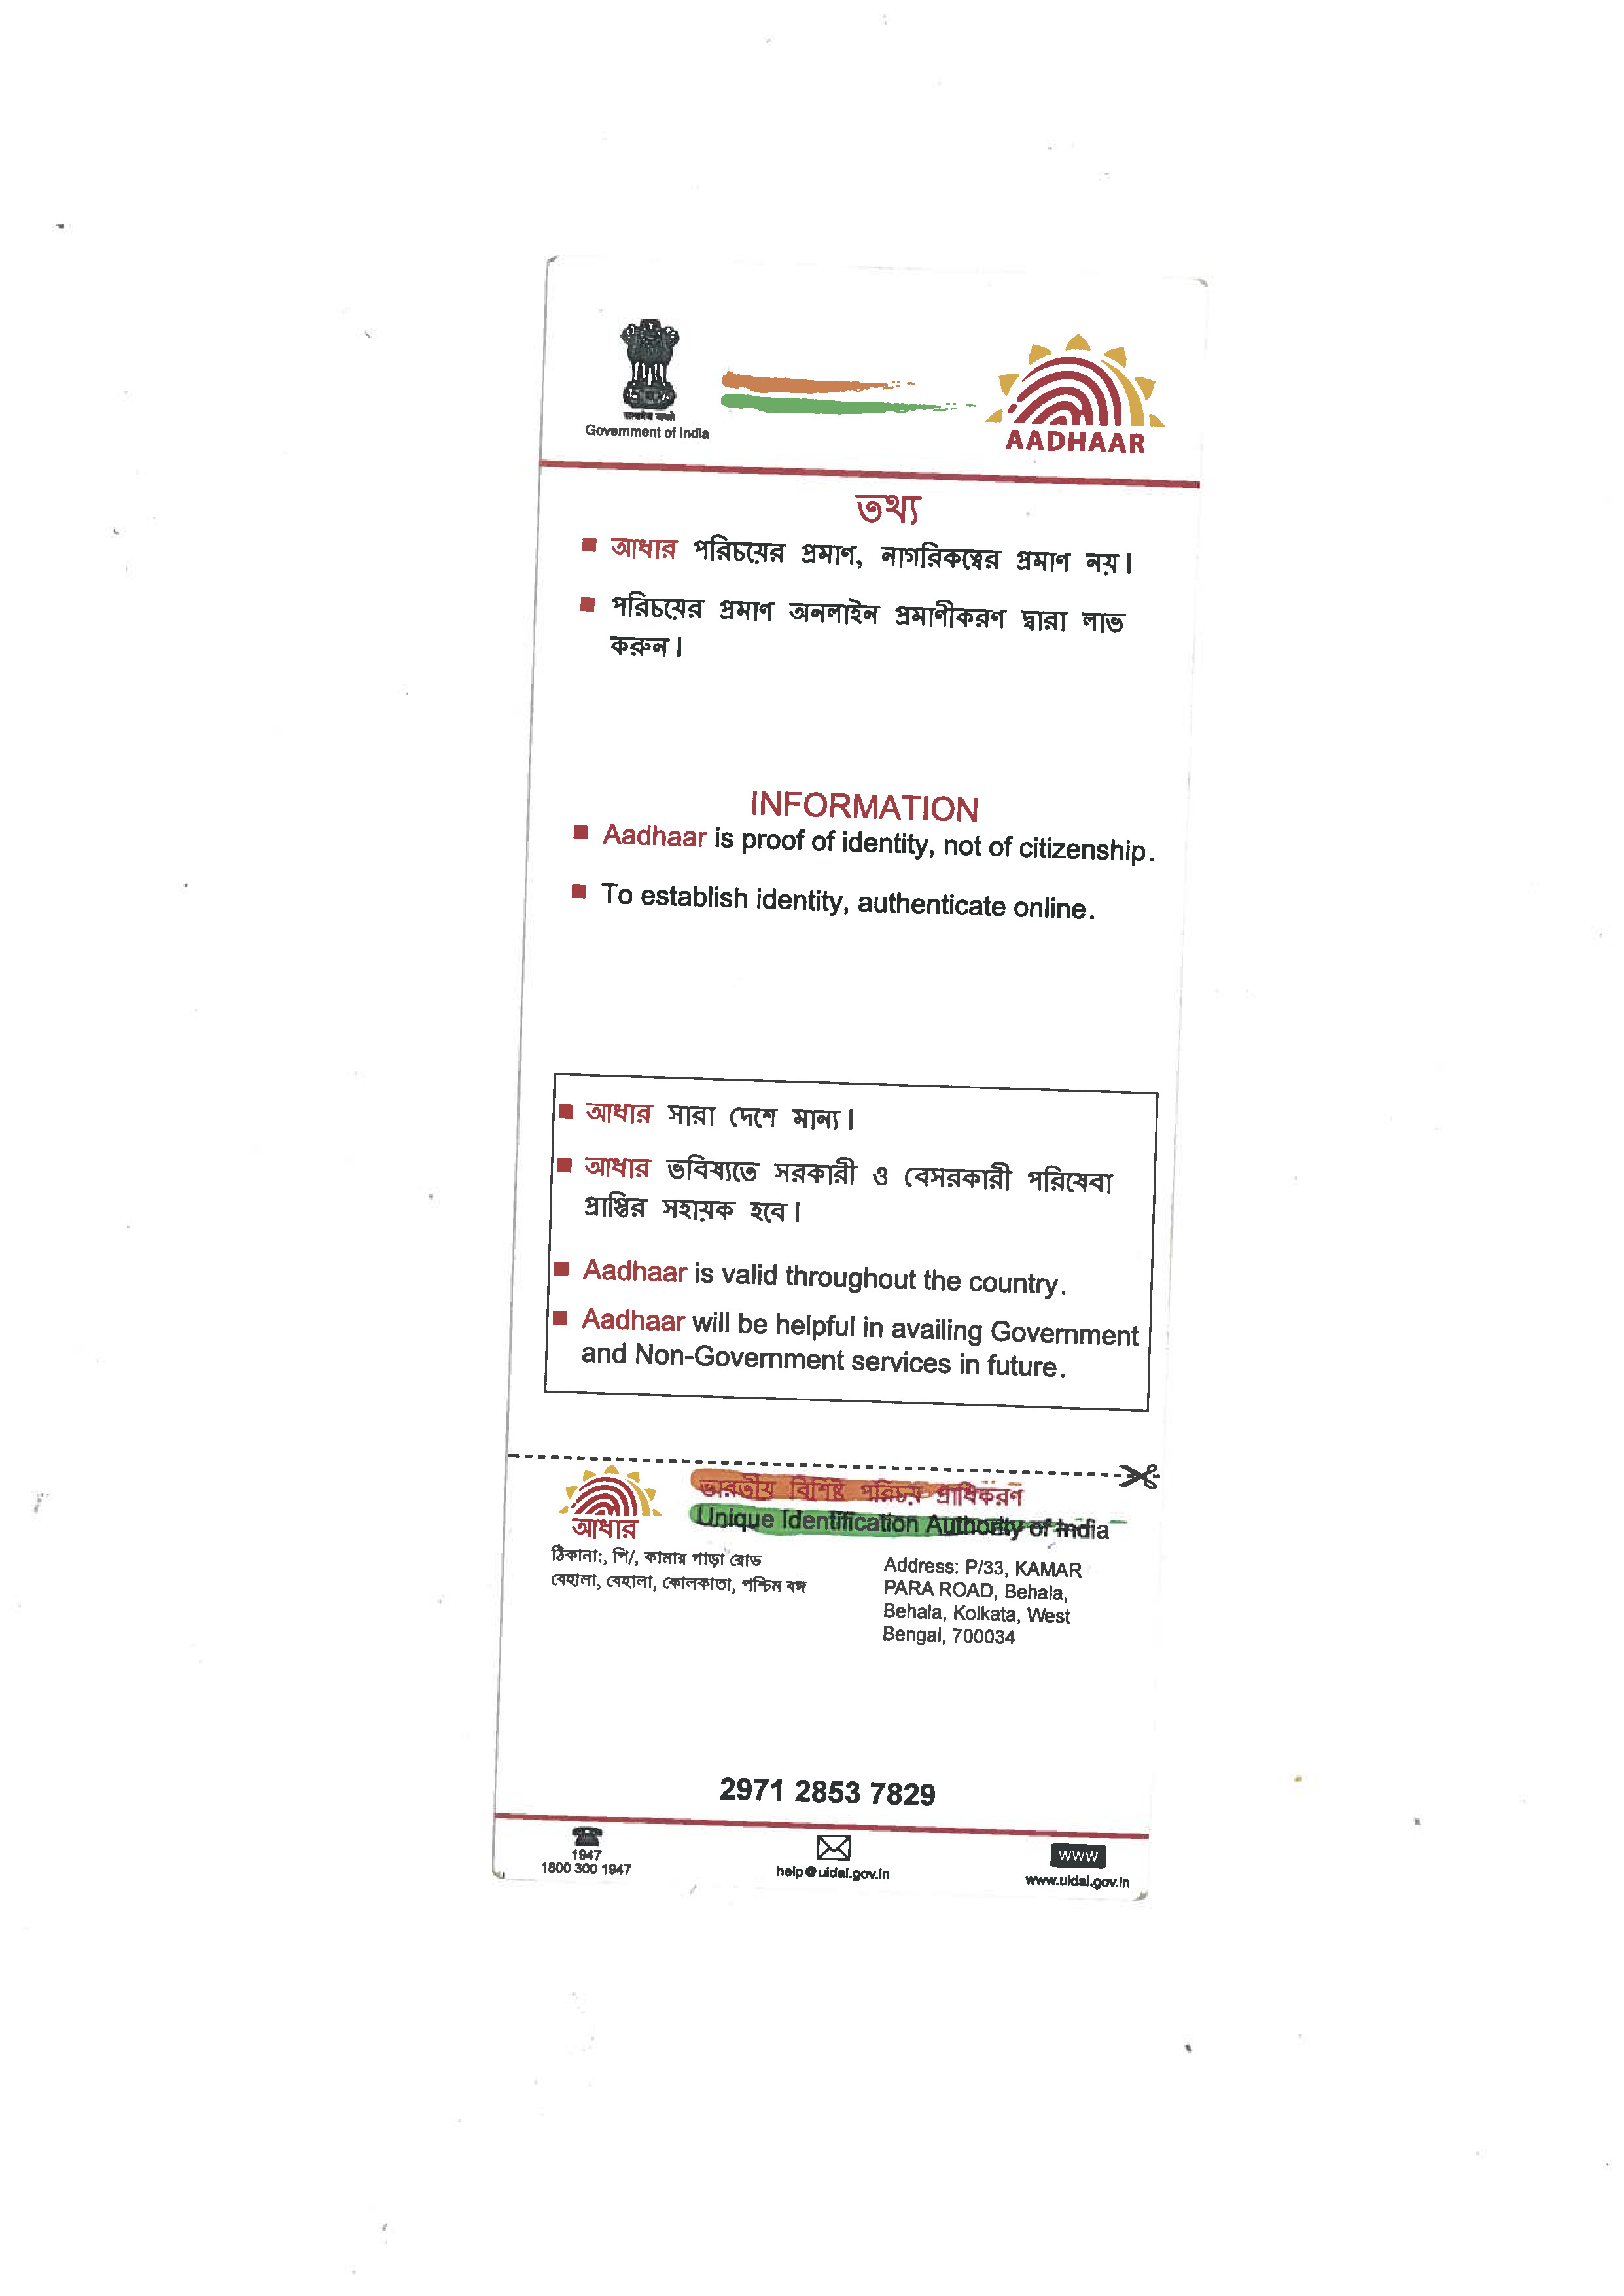 सत्यमेव जयते
Government of India
AADHAAR
তথ্য
আধার পরিচয়ের প্রমাণ, নাগরিকত্বের প্রমাণ নয়।
পরিচয়ের প্রমাণ অনলাইন প্রমাণীকরণ দ্বারা লাভ
করুন।
INFORMATION
Aadhaar is proof of identity, not of citizenship.
To establish identity, authenticate online.
আধার সারা দেশে মান্য।
আধার ভবিষ্যতে সরকারী ও বেসরকারী পরিষেবা
প্রাপ্তির সহায়ক হবে।
Aadhaar is valid throughout the country.
Aadhaar will be helpful in availing Government
and Non-Government services in future.
ভারতীয় বিশিষ্ট পরিচয় প্রাধিকরণ
Unique Identification Authority of India
আধার
ঠিকানা:, পি/, কামার পাড়া রোড
বেহালা, বেহালা, কোলকাতা, পশ্চিম বঙ্গ
Address: P/33, KAMAR
PARA ROAD, Behala,
Behala, Kolkata, West
Bengal, 700034
2971 2853 7829
1947
1800 300 1947
help@uidai.gov.in
WWW
www.uidai.gov.in